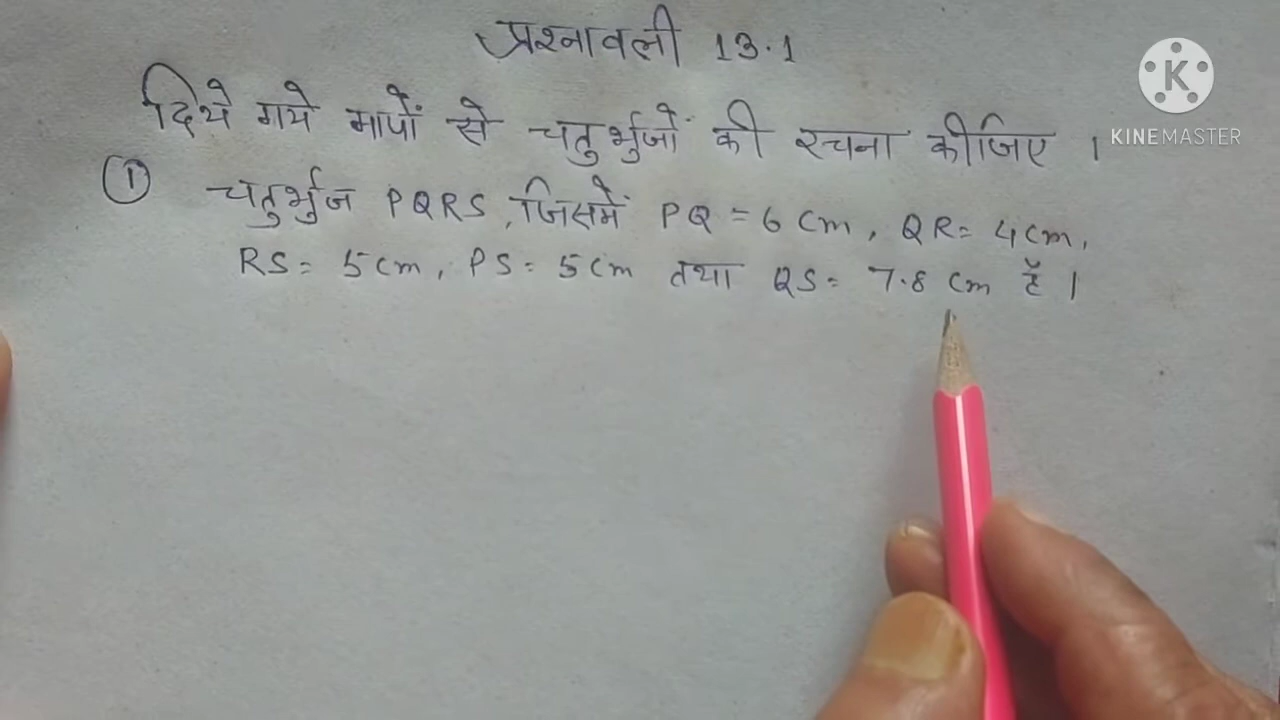 प्रश्नावली 13.1
दिये गये मापों से चतुर्भुजों की रचना कीजिए ।
① चतुर्भुज PQRS, जिसमें PQ = 6 cm, QR = 4 cm,
RS = 5 cm, PS = 5 cm तथा QS = 7.8 cm है ।
K
KINEMASTER